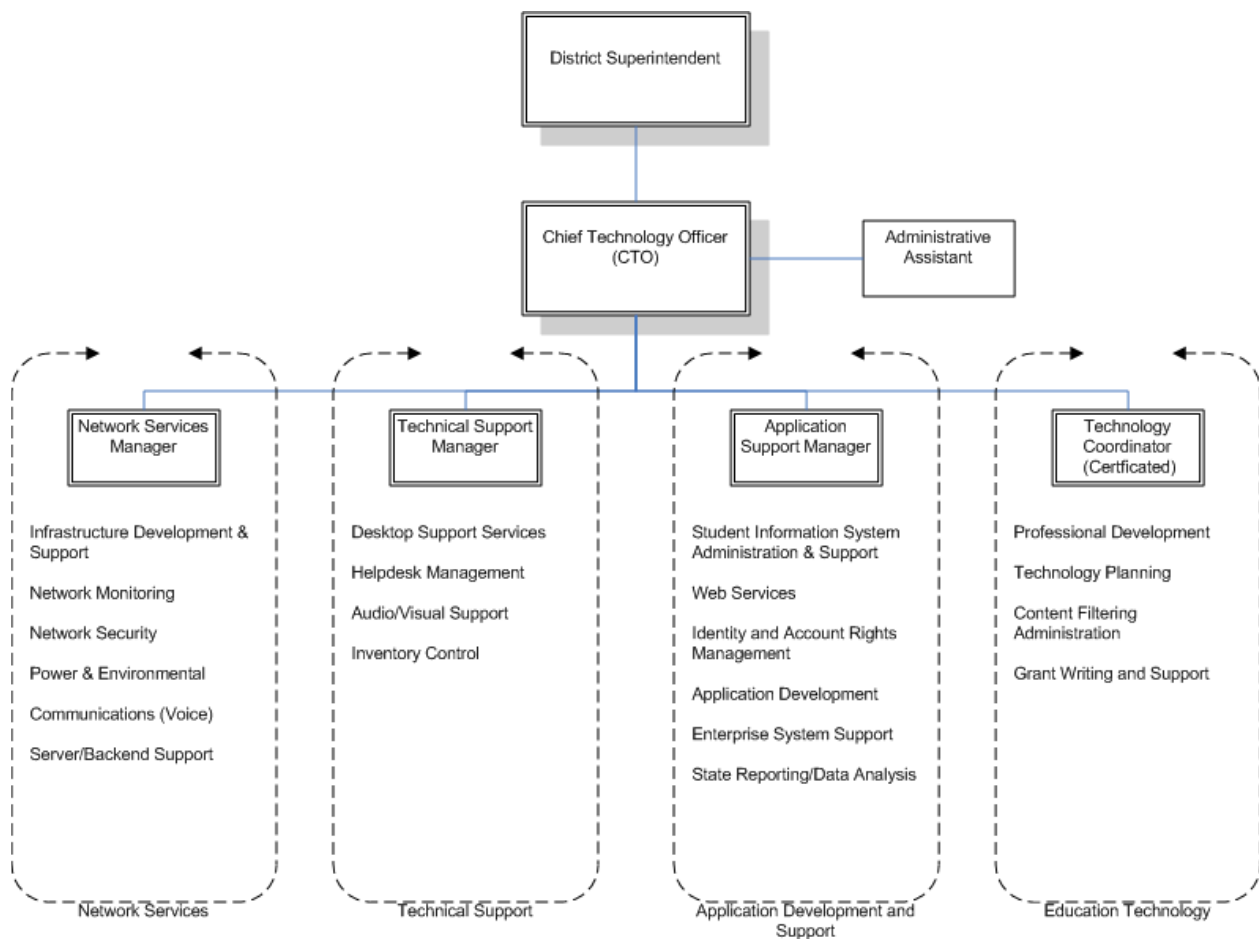 District Superintendent
Chief Technology Officer
(CTO)
Administrative
Assistant
Network Services
Manager
Infrastructure Development &
Support
Network Monitoring
Network Security
Power & Environmental
Communications (Voice)
Server/Backend Support
Network Services
Technical Support
Manager
Desktop Support Services
Helpdesk Management
Audio/Visual Support
Inventory Control
Technical Support
Application
Support Manager
Student Information System
Administration & Support
Web Services
Identity and Account Rights
Management
Application Development
Enterprise System Support
State Reporting/Data Analysis
Application Development and
Support
Technology
Coordinator
(Certficated)
Professional Development
Technology Planning
Content Filtering
Administration
Grant Writing and Support
Education Technology